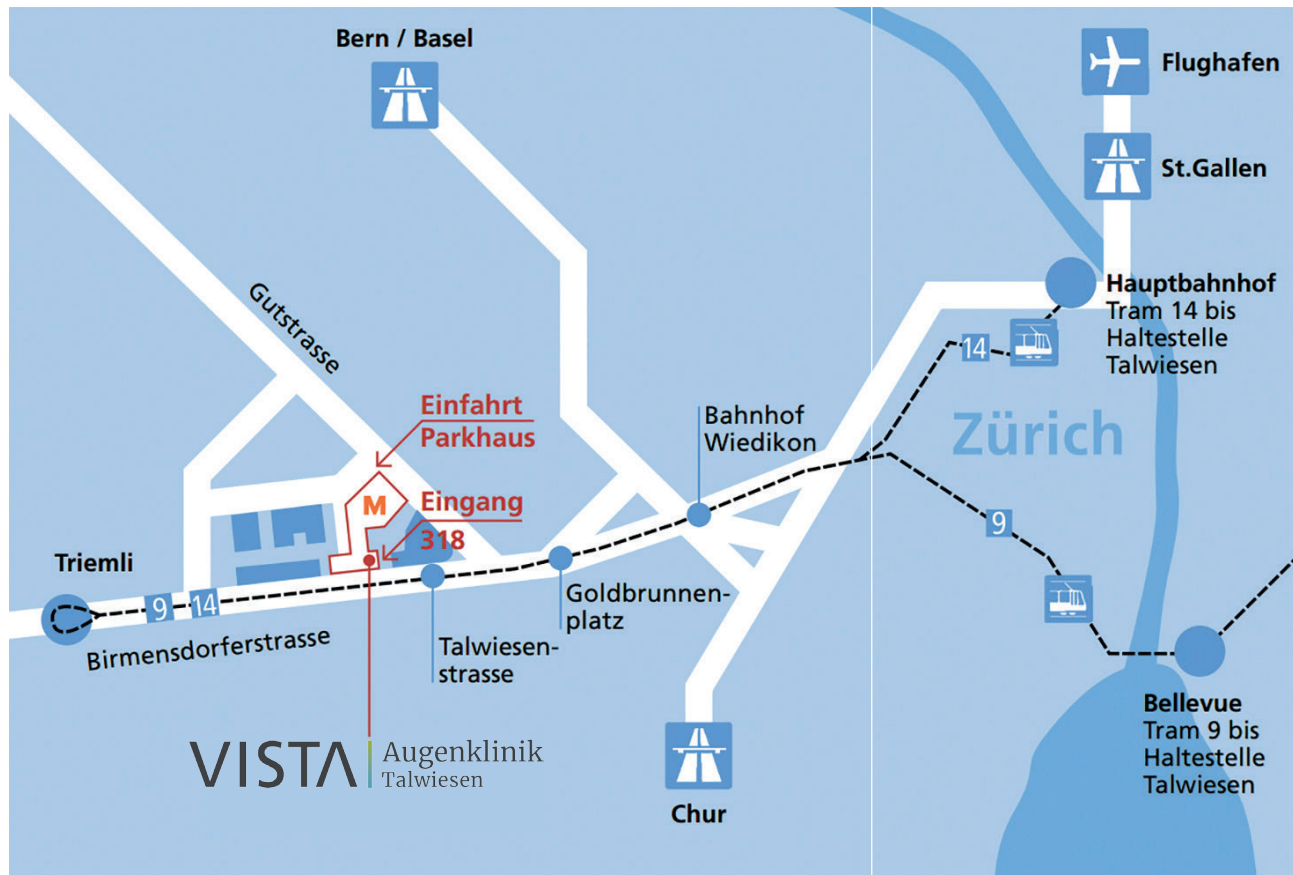 Bern / Basel
Flughafen
St.Gallen
Hauptbahnhof
Tram 14 bis
Haltestelle
Talwiesen
14
Zürich
Gutstrasse
Einfahrt
Parkhaus
Bahnhof
Wiedikon
M
Eingang
318
9
Triemli
9
14
Birmensdorferstrasse
Goldbrunnen-
platz
Talwiesen-
strasse
Bellevue
Tram 9 bis
Haltestelle
Talwiesen
VISTA
Augenklinik
Talwiesen
Chur